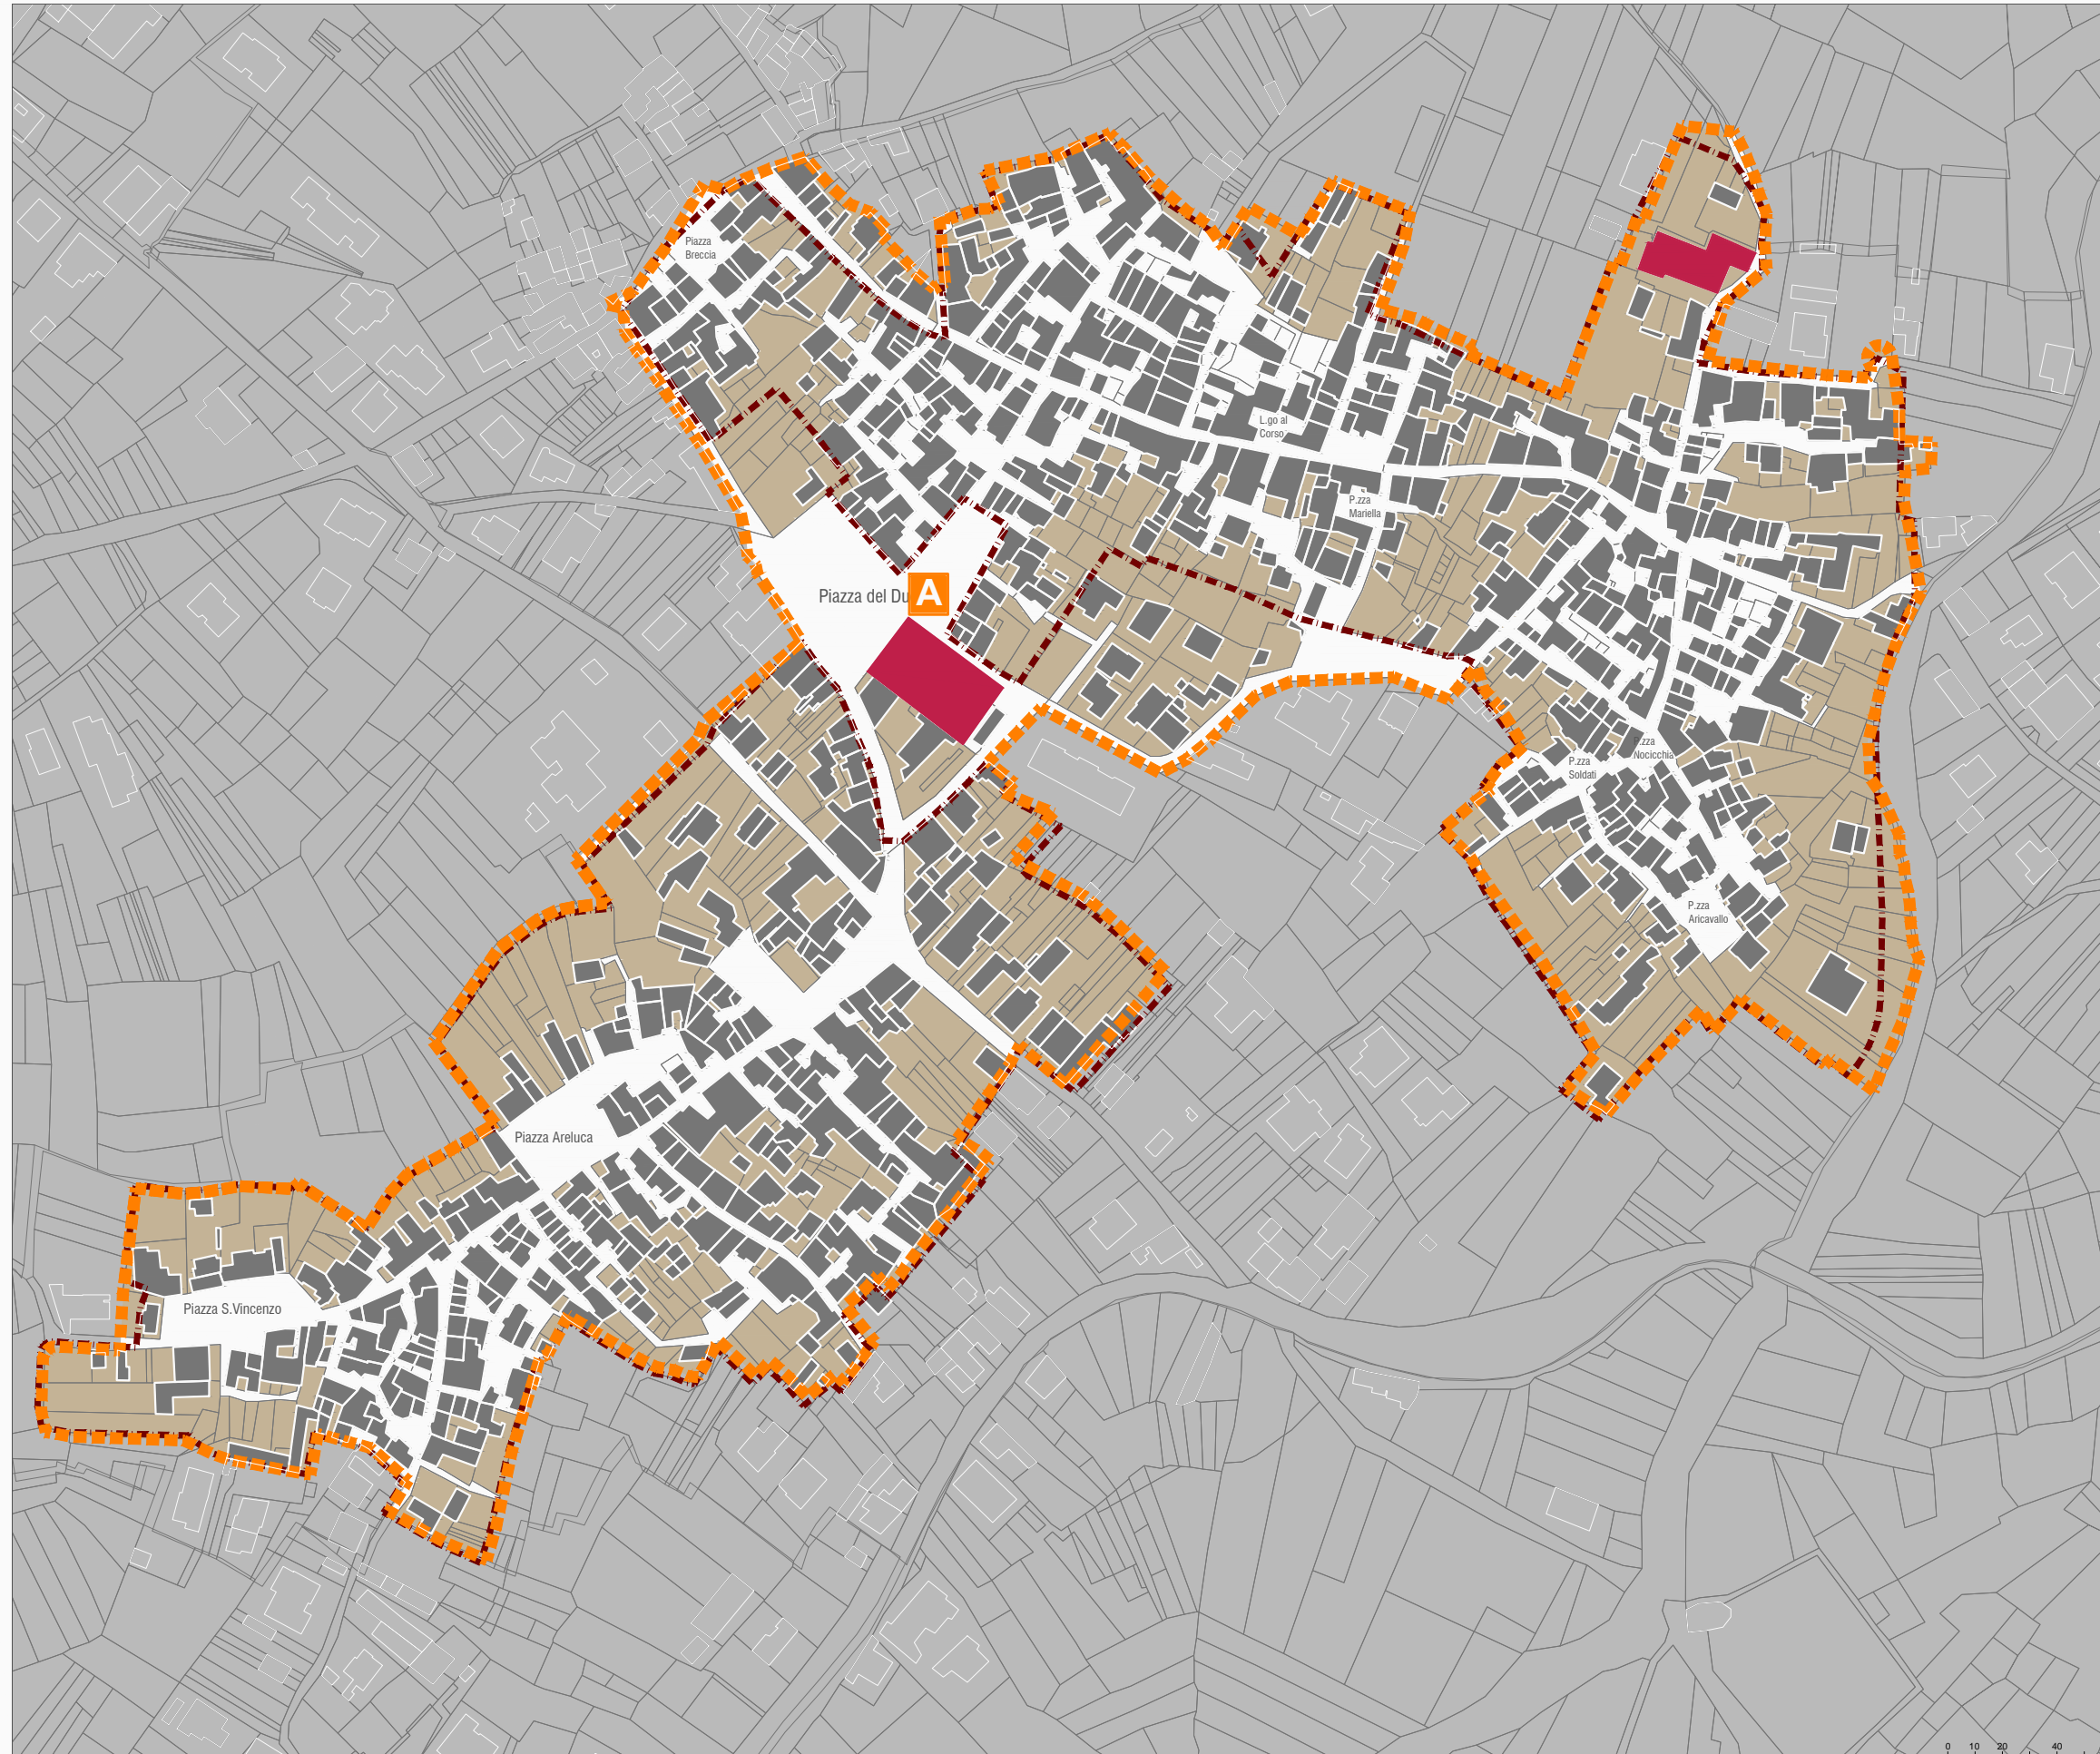 Piazza
Breccia
L.go al
Corso
P.zza
Mariella
Piazza del Du
A
P.zza
Nocicchia
P.zza
Soldati
P.zza
Aricavallo
Piazza Areluca
Piazza S.Vincenzo
0 10 20 40